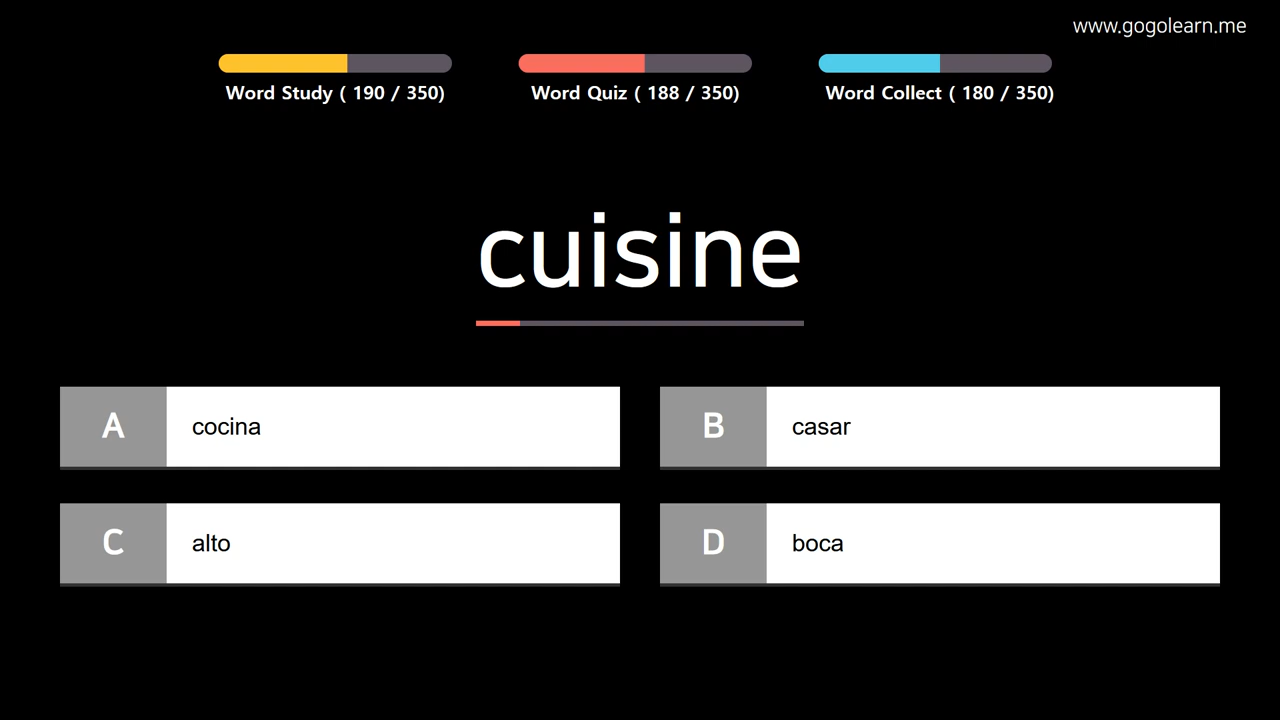 www.gogolearn.me
Word Study ( 190 / 350)
Word Quiz ( 188 / 350)
Word Collect ( 180 / 350)
cuisine
A cocina
B casar
C alto
D boca